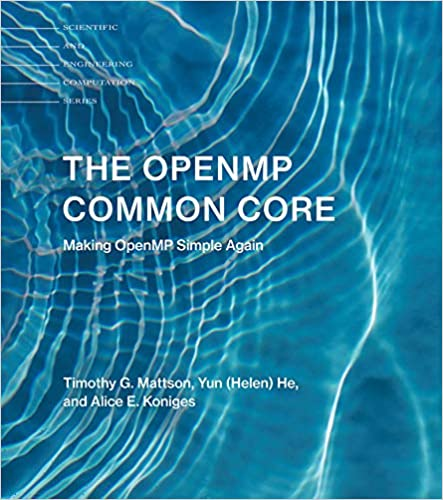 SCIENTIFIC
AND
ENGINEERING
COMPUTATION
SERIES
THE OPENMP
COMMON CORE
Making OpenMP Simple Again
Timothy G. Mattson, Yun (Helen) He,
and Alice E. Koniges